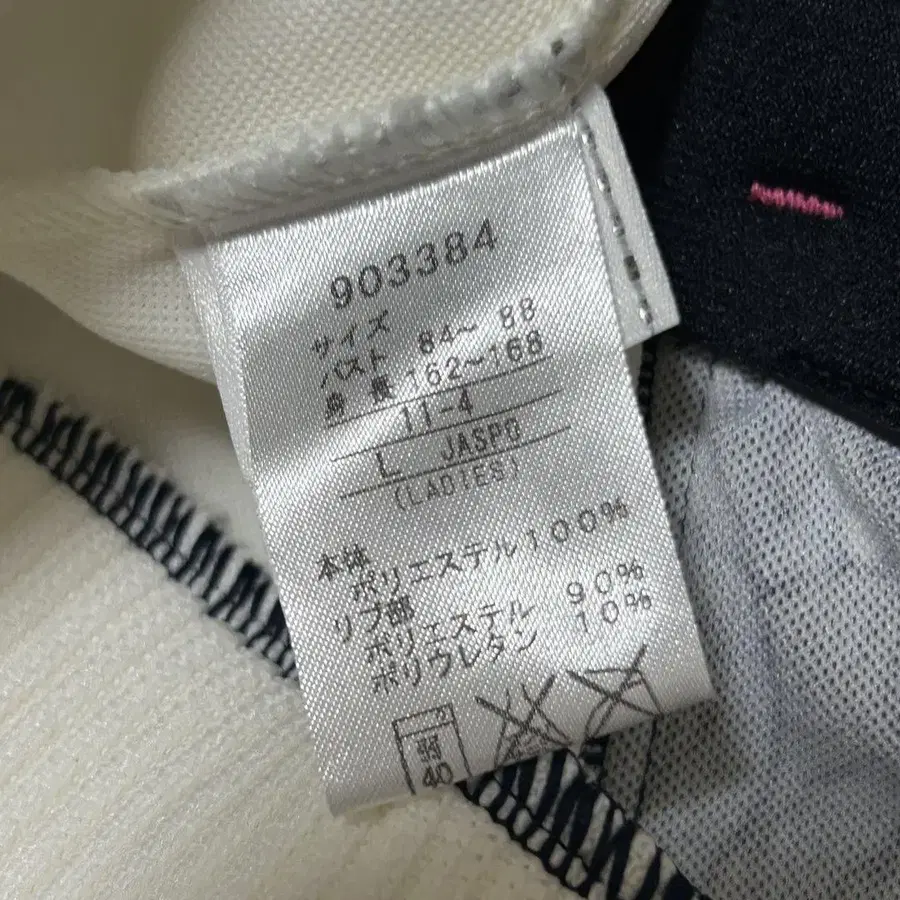 903384
サイズ
バスト 84〜 88
身 長 162〜168
11-4
L JASPO
(LADIES)
本体
ポリエステル100%
リブ部
ポリエステル 90%
ポリウレタン 10%
弱
40